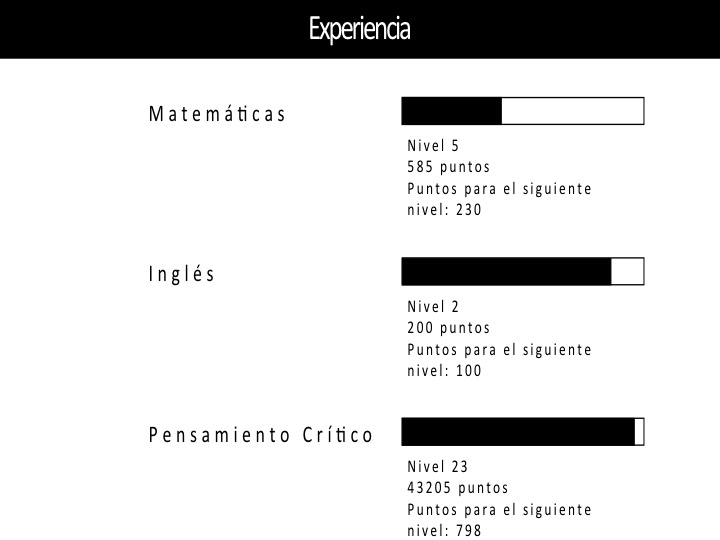 Experiencia
Matemáticas
Nivel 5
585 puntos
Puntos para el siguiente
nivel: 230
Inglés
Nivel 2
200 puntos
Puntos para el siguiente
nivel: 100
Pensamiento Crítico
Nivel 23
43205 puntos
Puntos para el siguiente
nivel: 798